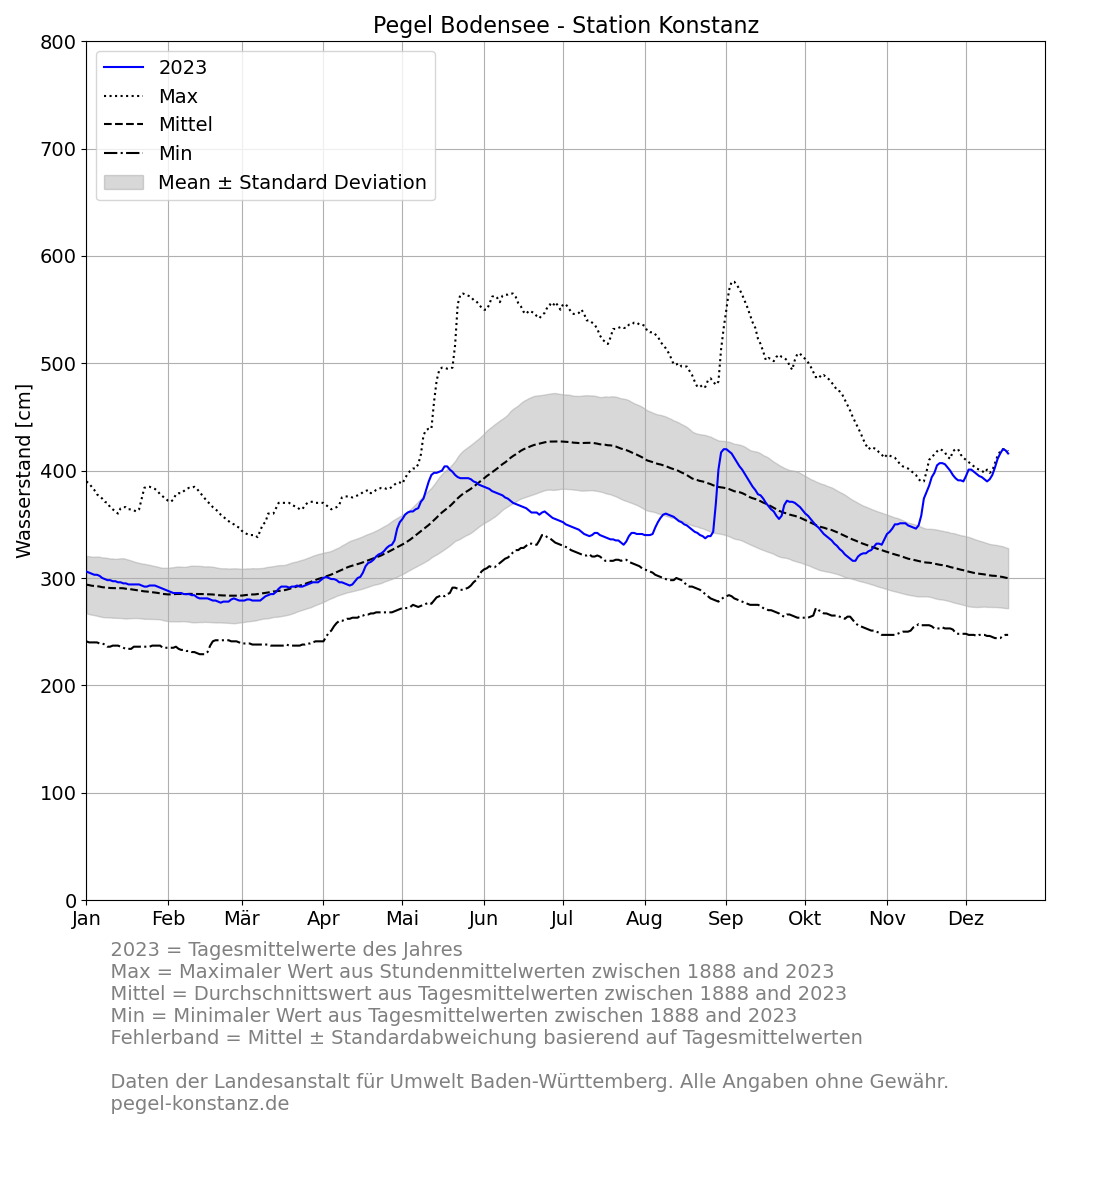 Pegel Bodensee - Station Konstanz
800
2023
Max
Mittel
Min
Mean ± Standard Deviation
700
600
500
400
300
200
100
0
Wasserstand [cm]
Jan Feb Mär Apr Mai Jun Jul Aug Sep Okt Nov Dez
2023 = Tagesmittelwerte des Jahres
Max = Maximaler Wert aus Stundenmittelwerten zwischen 1888 and 2023
Mittel = Durchschnittswert aus Tagesmittelwerten zwischen 1888 and 2023
Min = Minimaler Wert aus Tagesmittelwerten zwischen 1888 and 2023
Fehlerband = Mittel ± Standardabweichung basierend auf Tagesmittelwerten
Daten der Landesanstalt für Umwelt Baden-Württemberg. Alle Angaben ohne Gewähr.
pegel-konstanz.de